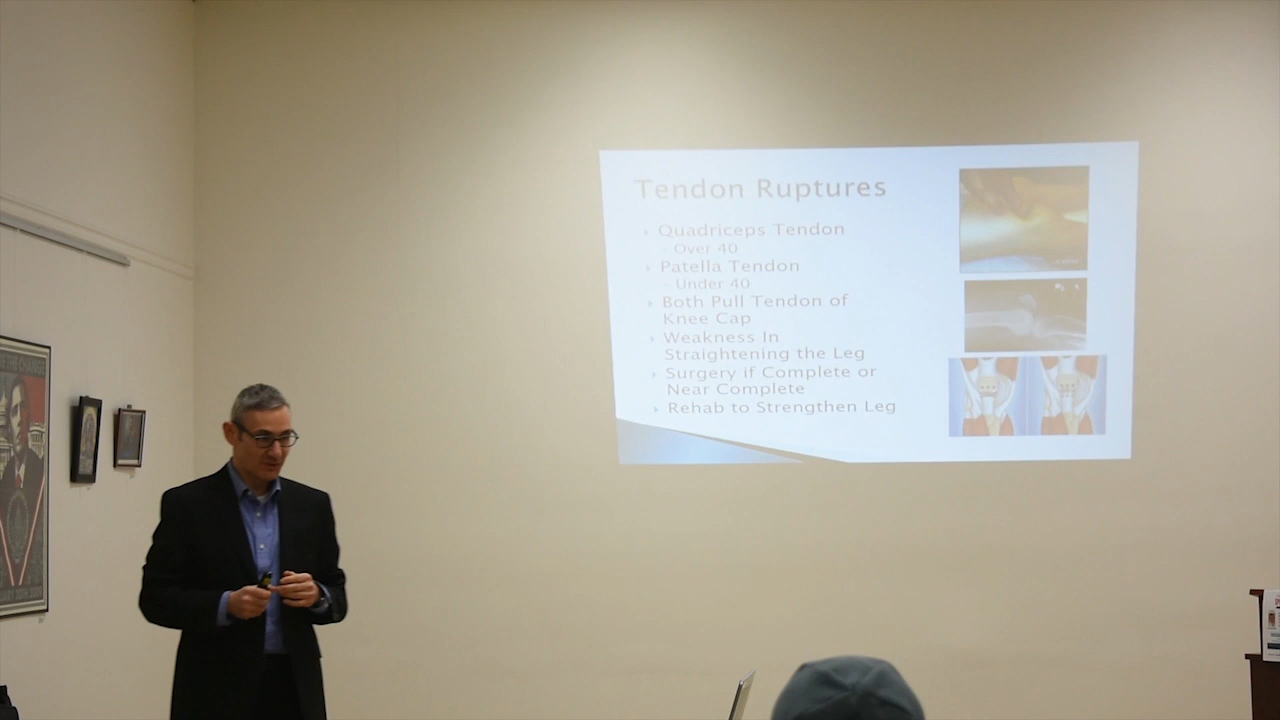 Tendon Ruptures
Quadriceps Tendon
- Over 40
Patella Tendon
- Under 40
Both Pull Tendon of
Knee Cap
Weakness In
Straightening the Leg
Surgery if Complete or
Near Complete
Rehab to Strengthen Leg